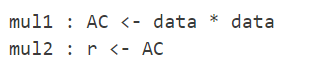 mul1 : AC <- data * data
mul2 : r <- AC